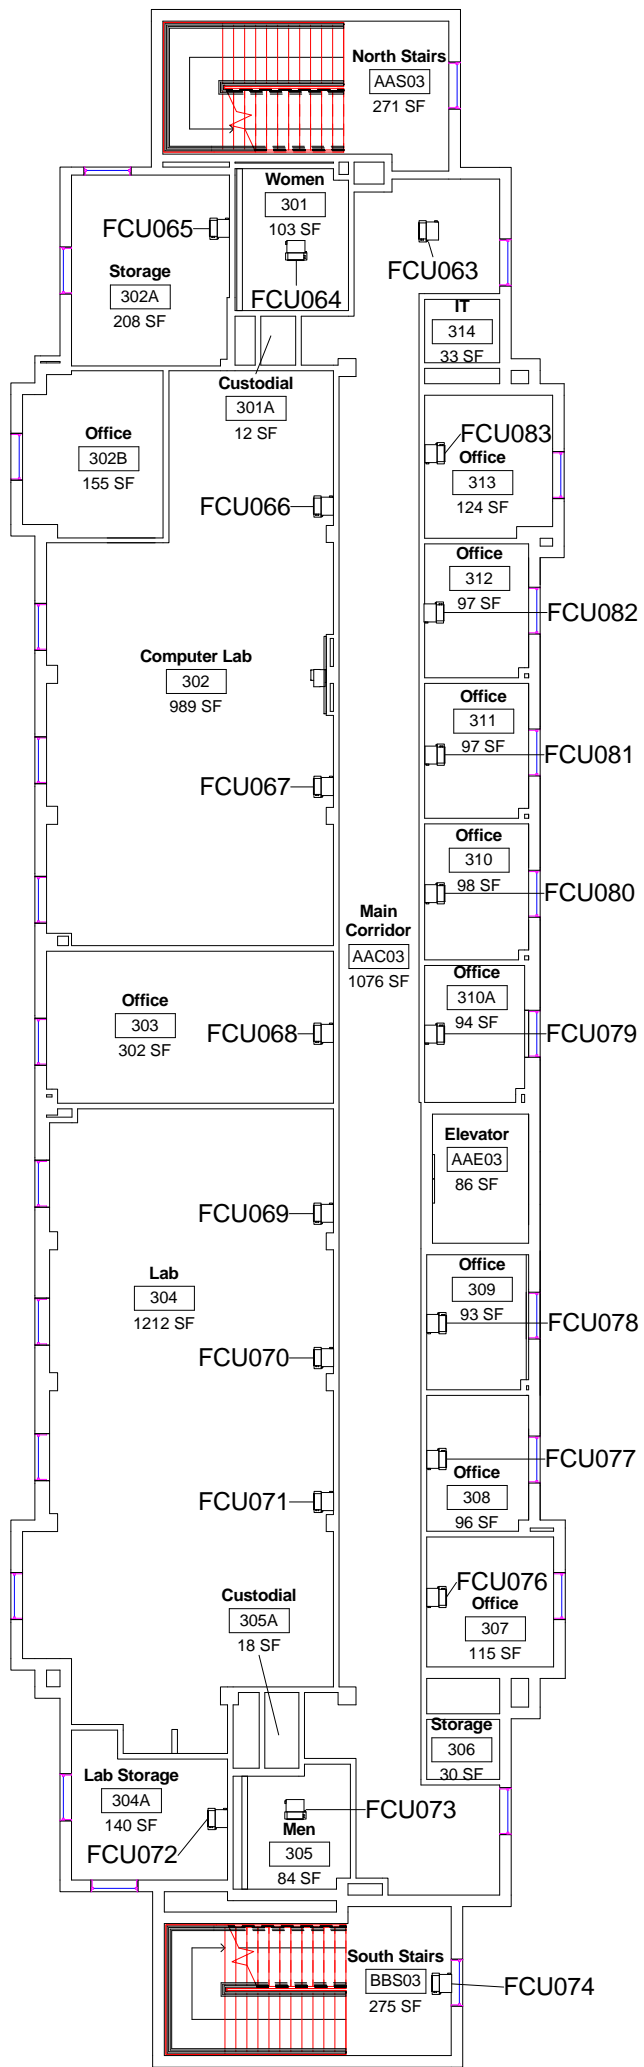 North Stairs
AAS03
271 SF
Women
301
103 SF
FCU065
FCU063
FCU064
Storage
302A
208 SF
IT
314
33 SF
Custodial
301A
12 SF
Office
302B
155 SF
FCU083
Office
313
124 SF
FCU066
Office
312
97 SF
FCU082
Computer Lab
302
989 SF
Office
311
97 SF
FCU081
FCU067
Office
310
98 SF
FCU080
Main
Corridor
AAC03
1076 SF
Office
310A
94 SF
FCU079
Office
303
302 SF
FCU068
Elevator
AAE03
86 SF
FCU069
Lab
304
1212 SF
Office
309
93 SF
FCU078
FCU070
FCU077
Office
308
96 SF
FCU071
FCU076
Office
307
115 SF
Custodial
305A
18 SF
Storage
306
30 SF
Lab Storage
304A
140 SF
FCU072
FCU073
Men
305
84 SF
South Stairs
BBS03
275 SF
FCU074